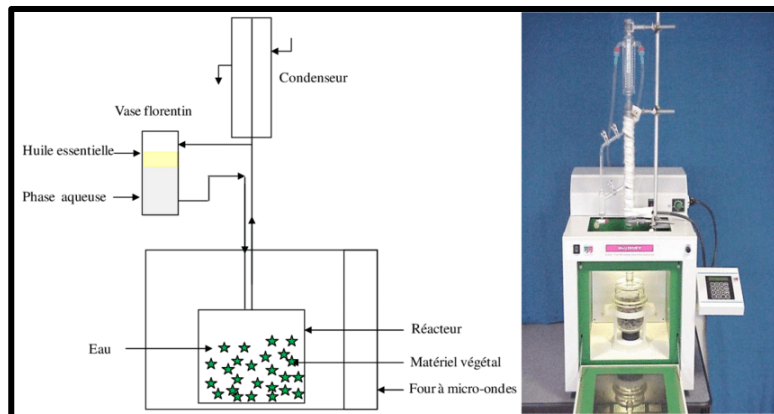 Condenseur
Vase florentin
Huile essentielle
Phase aqueuse
Réacteur
Eau
Matériel végétal
Four à micro-ondes